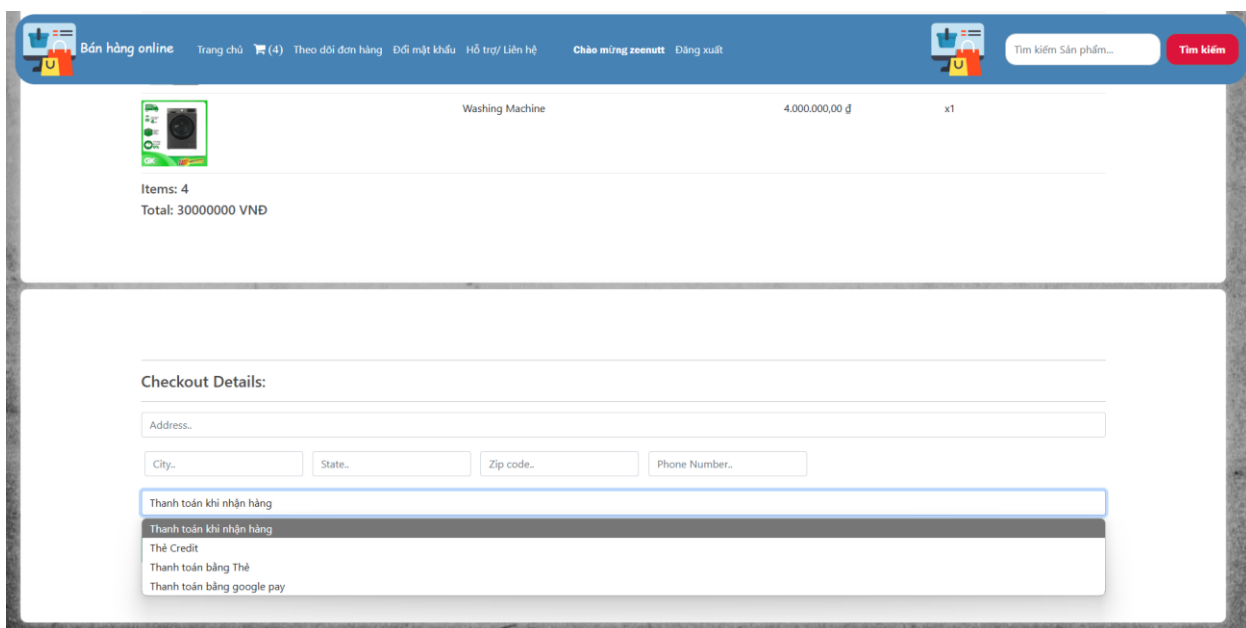 Bán hàng online Trang chủ (4) Theo dõi đơn hàng Đổi mật khẩu Hỗ trợ/ Liên hệ Chào mừng zeenutt Đăng xuất Tìm kiếm Sản phẩm... Tìm kiếm
Washing Machine 4.000.000,00 ₫ x1
Items: 4
Total: 30000000 VNĐ
Checkout Details:
Address..
City.. State.. Zip code.. Phone Number..
Thanh toán khi nhận hàng
Thanh toán khi nhận hàng
Thẻ Credit
Thanh toán bằng Thẻ
Thanh toán bằng google pay